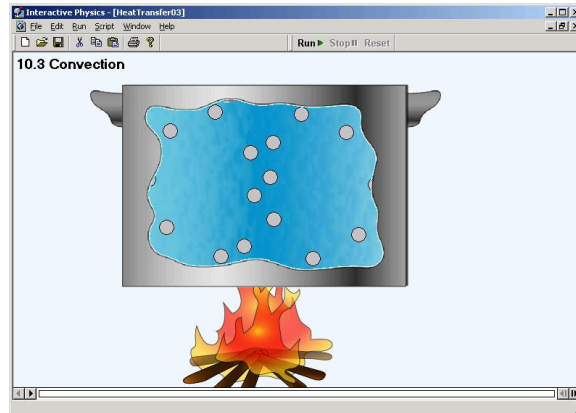 Interactive Physics - [HeatTransfer03]
File Edit Run Script Window Help
Run Stop Reset
10.3 Convection